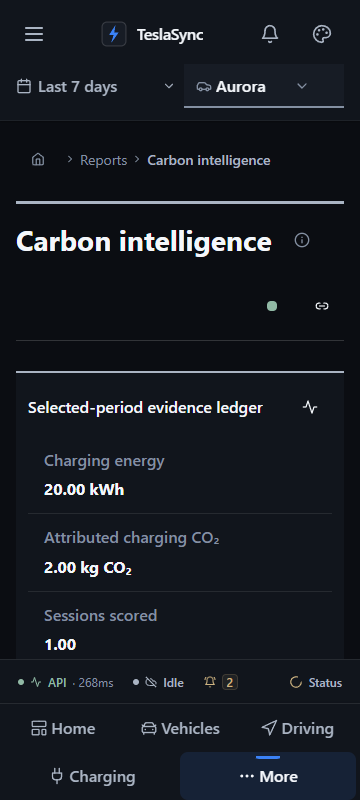 TeslaSync
Last 7 days Aurora
Reports Carbon intelligence
Carbon intelligence
Selected-period evidence ledger
Charging energy
20.00 kWh
Attributed charging CO₂
2.00 kg CO₂
Sessions scored
1.00
API · 268ms Idle 2 Status
Home Vehicles Driving
Charging More